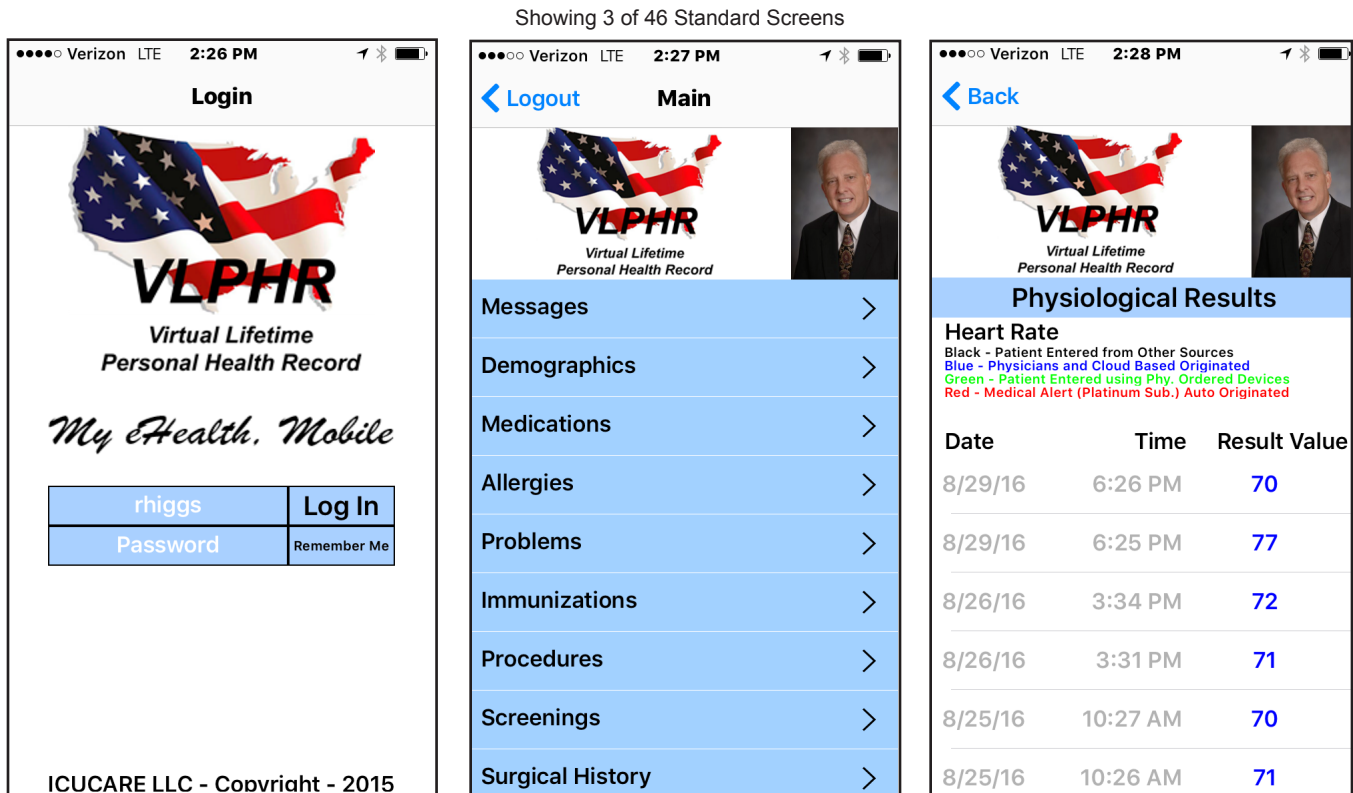 Showing 3 of 46 Standard Screens
Verizon LTE 2:26 PM
Login
VLPHR
Virtual Lifetime
Personal Health Record
My eHealth, Mobile
rhiggs Log In
Password Remember Me
ICUCARE LLC - Copyright - 2015
Verizon LTE 2:27 PM
Logout Main
VLPHR
Virtual Lifetime
Personal Health Record
Messages
Demographics
Medications
Allergies
Problems
Immunizations
Procedures
Screenings
Surgical History
Verizon LTE 2:28 PM
Back
VLPHR
Virtual Lifetime
Personal Health Record
Physiological Results
Heart Rate
Black - Patient Entered from Other Sources
Blue - Physicians and Cloud Based Originated
Green - Patient Entered using Phy. Ordered Devices
Red - Medical Alert (Platinum Sub.) Auto Originated
Date Time Result Value
8/29/16 6:26 PM 70
8/29/16 6:25 PM 77
8/26/16 3:34 PM 72
8/26/16 3:31 PM 71
8/25/16 10:27 AM 70
8/25/16 10:26 AM 71